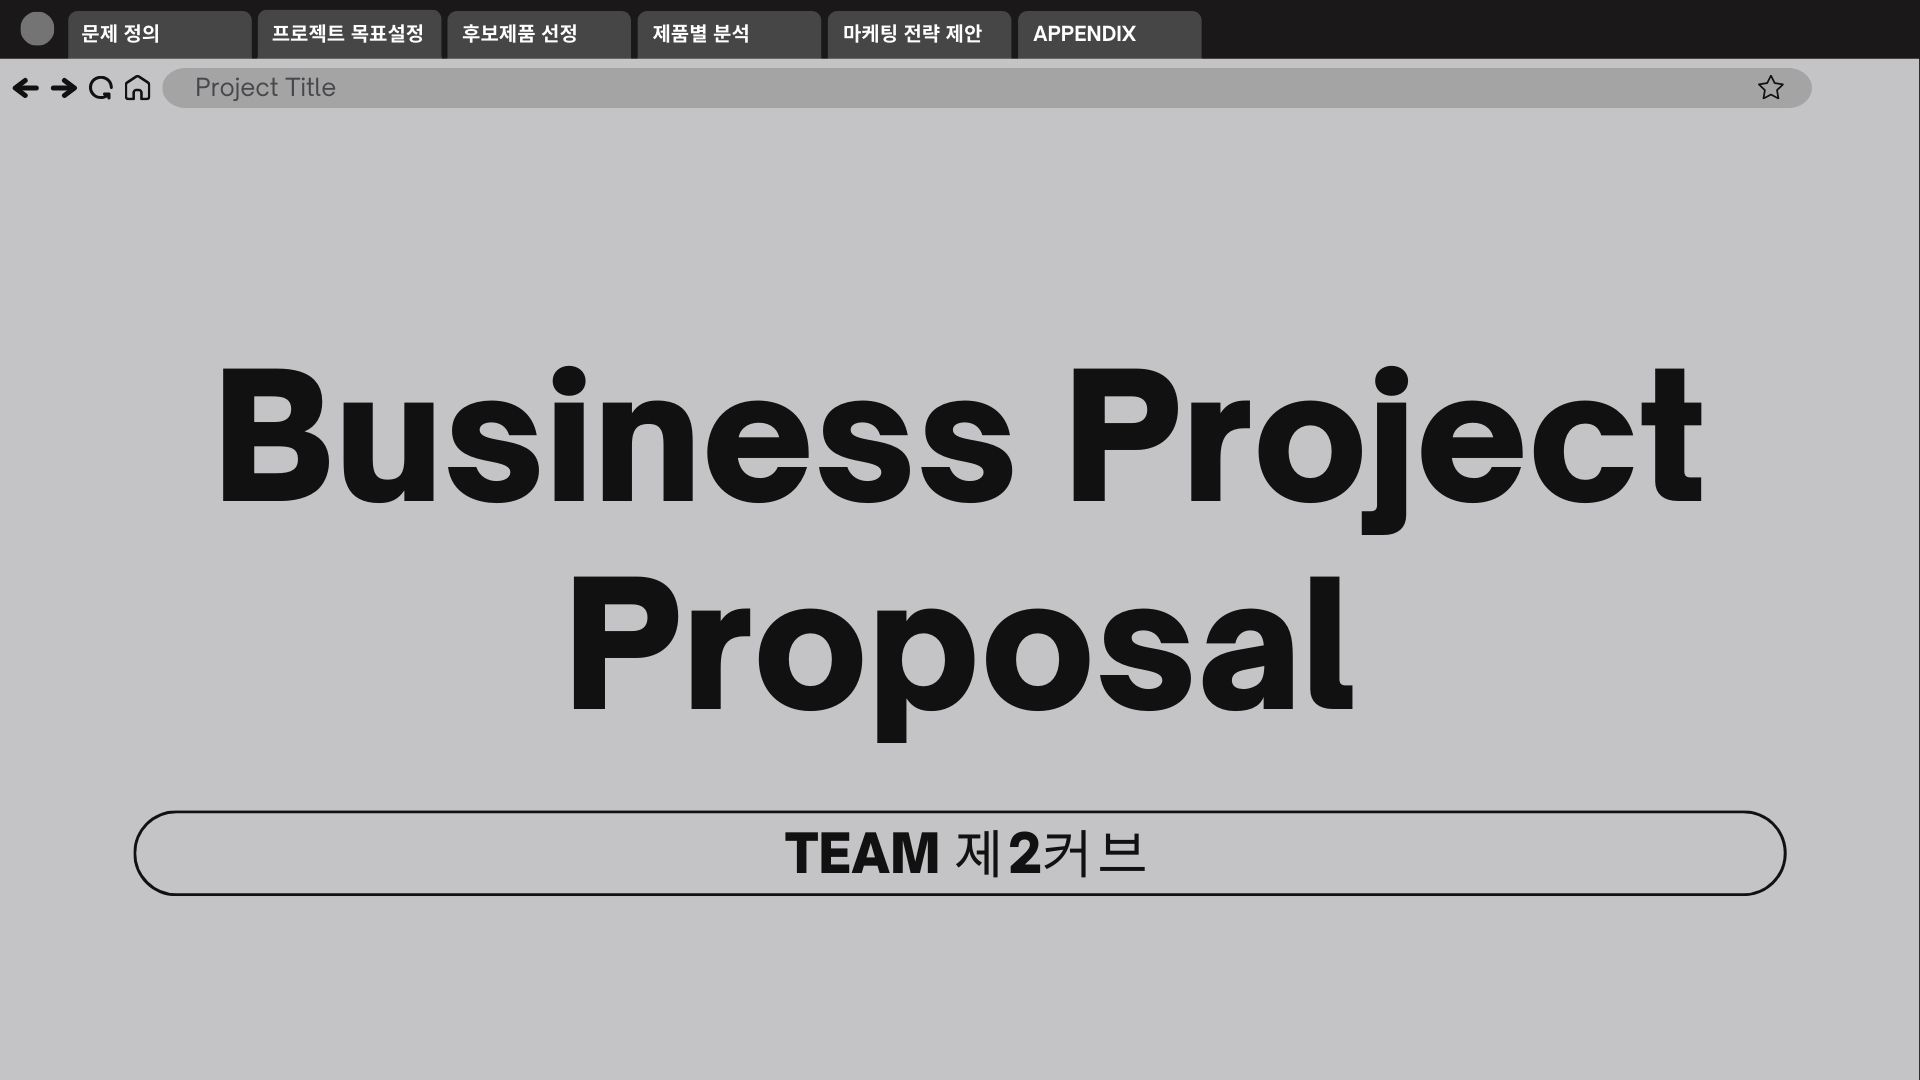 문제 정의
프로젝트 목표설정
후보제품 선정
제품별 분석
마케팅 전략 제안
APPENDIX
Project Title
Business Project
Proposal
TEAM 제2커브